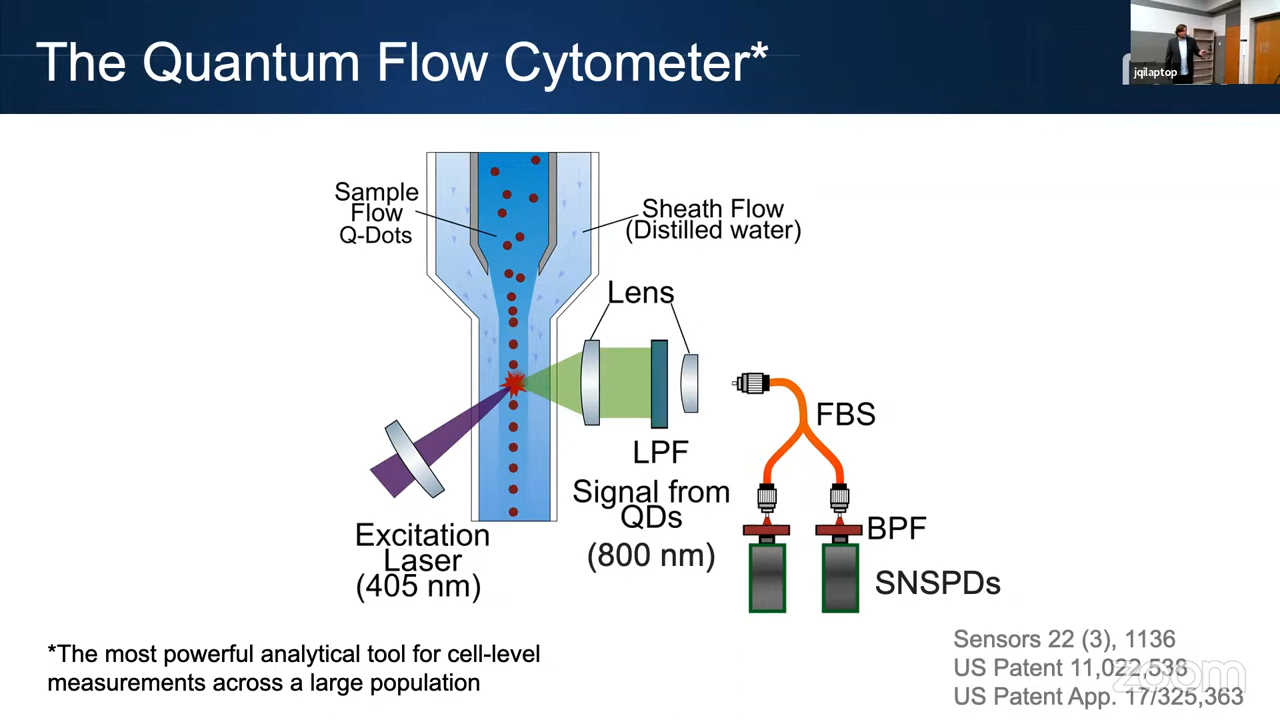 The Quantum Flow Cytometer*
jqilaptop
Sample
Flow
Q-Dots
Sheath Flow
(Distilled water)
Lens
FBS
LPF
Signal from
QDs
(800 nm)
Excitation
Laser
(405 nm)
BPF
SNSPDs
*The most powerful analytical tool for cell-level
measurements across a large population
Sensors 22 (3), 1136
US Patent 11,022,538
US Patent App. 17/325,363
zoom